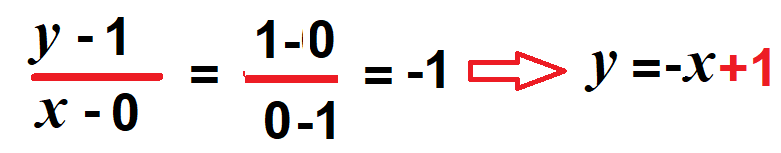 y - 1 / x - 0 = 1-0 / 0-1 = -1 ⇒ y =-x+1